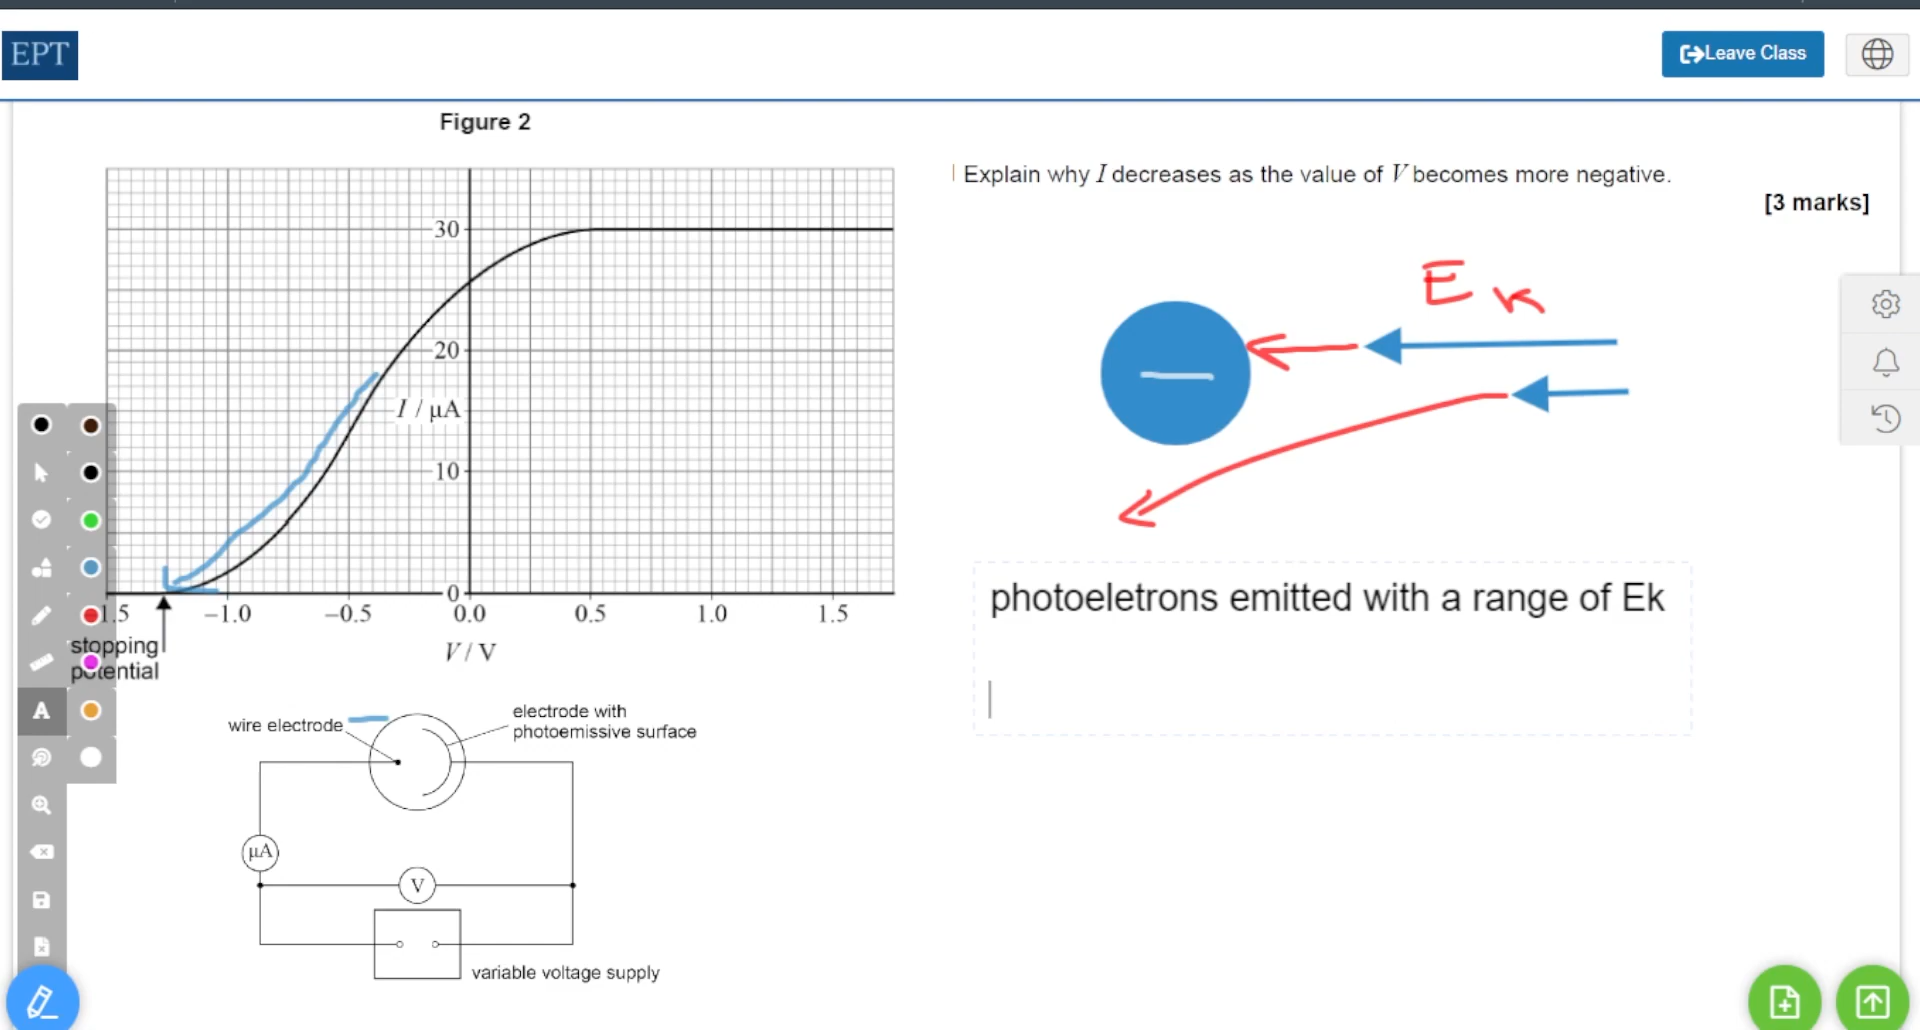 EPT
Leave Class
Figure 2
Explain why I decreases as the value of V becomes more negative.
[3 marks]
30
20
I / μA
10
0
1.5
–1.0
–0.5
0.0
0.5
1.0
1.5
V / V
stopping
potential
E K
photoeletrons emitted with a range of Ek
wire electrode
electrode with
photoemissive surface
μA
V
variable voltage supply
A